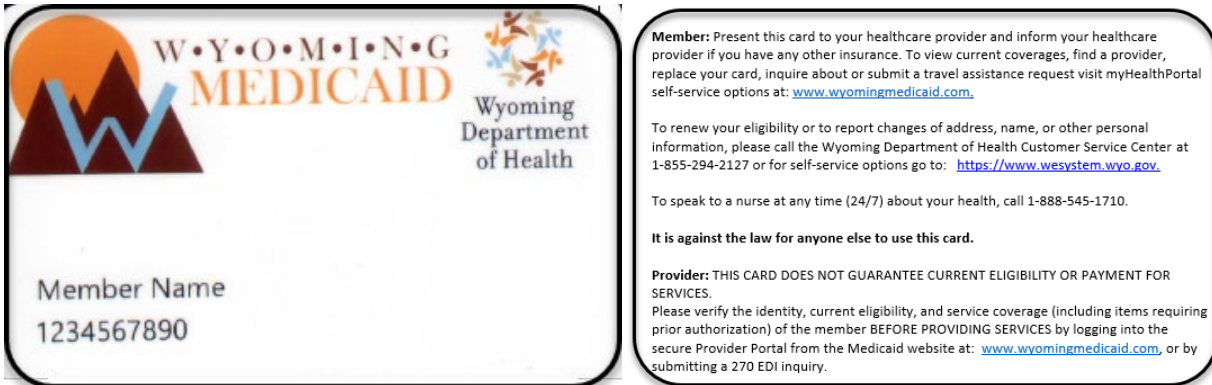 W•Y•O•M•I•N•G
MEDICAID
Wyoming
Department
of Health
Member Name
1234567890
Member: Present this card to your healthcare provider and inform your healthcare
provider if you have any other insurance. To view current coverages, find a provider,
replace your card, inquire about or submit a travel assistance request visit myHealthPortal
self-service options at: www.wyomingmedicaid.com.
To renew your eligibility or to report changes of address, name, or other personal
information, please call the Wyoming Department of Health Customer Service Center at
1-855-294-2127 or for self-service options go to: https://www.wesystem.wyo.gov.
To speak to a nurse at any time (24/7) about your health, call 1-888-545-1710.
It is against the law for anyone else to use this card.
Provider: THIS CARD DOES NOT GUARANTEE CURRENT ELIGIBILITY OR PAYMENT FOR
SERVICES.
Please verify the identity, current eligibility, and service coverage (including items requiring
prior authorization) of the member BEFORE PROVIDING SERVICES by logging into the
secure Provider Portal from the Medicaid website at: www.wyomingmedicaid.com, or by
submitting a 270 EDI inquiry.